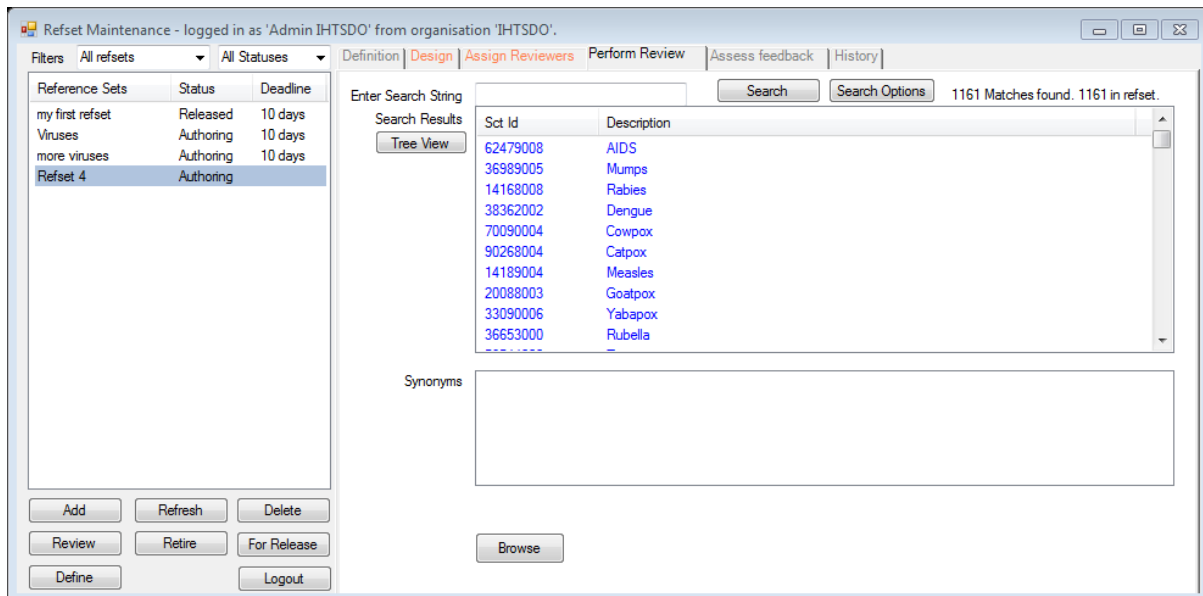 Refset Maintenance - logged in as 'Admin IHTSDO' from organisation 'IHTSDO'.
Filters All refsets All Statuses
Definition Design Assign Reviewers Perform Review Assess feedback History
Reference Sets Status Deadline
my first refset Released 10 days
Viruses Authoring 10 days
more viruses Authoring 10 days
Refset 4 Authoring
Add Refresh Delete
Review Retire For Release
Define Logout
Enter Search String Search Search Options 1161 Matches found. 1161 in refset.
Search Results
Tree View
Sct Id Description
62479008 AIDS
36989005 Mumps
14168008 Rabies
38362002 Dengue
70090004 Cowpox
90268004 Catpox
14189004 Measles
20088003 Goatpox
33090006 Yabapox
36653000 Rubella
Synonyms
Browse